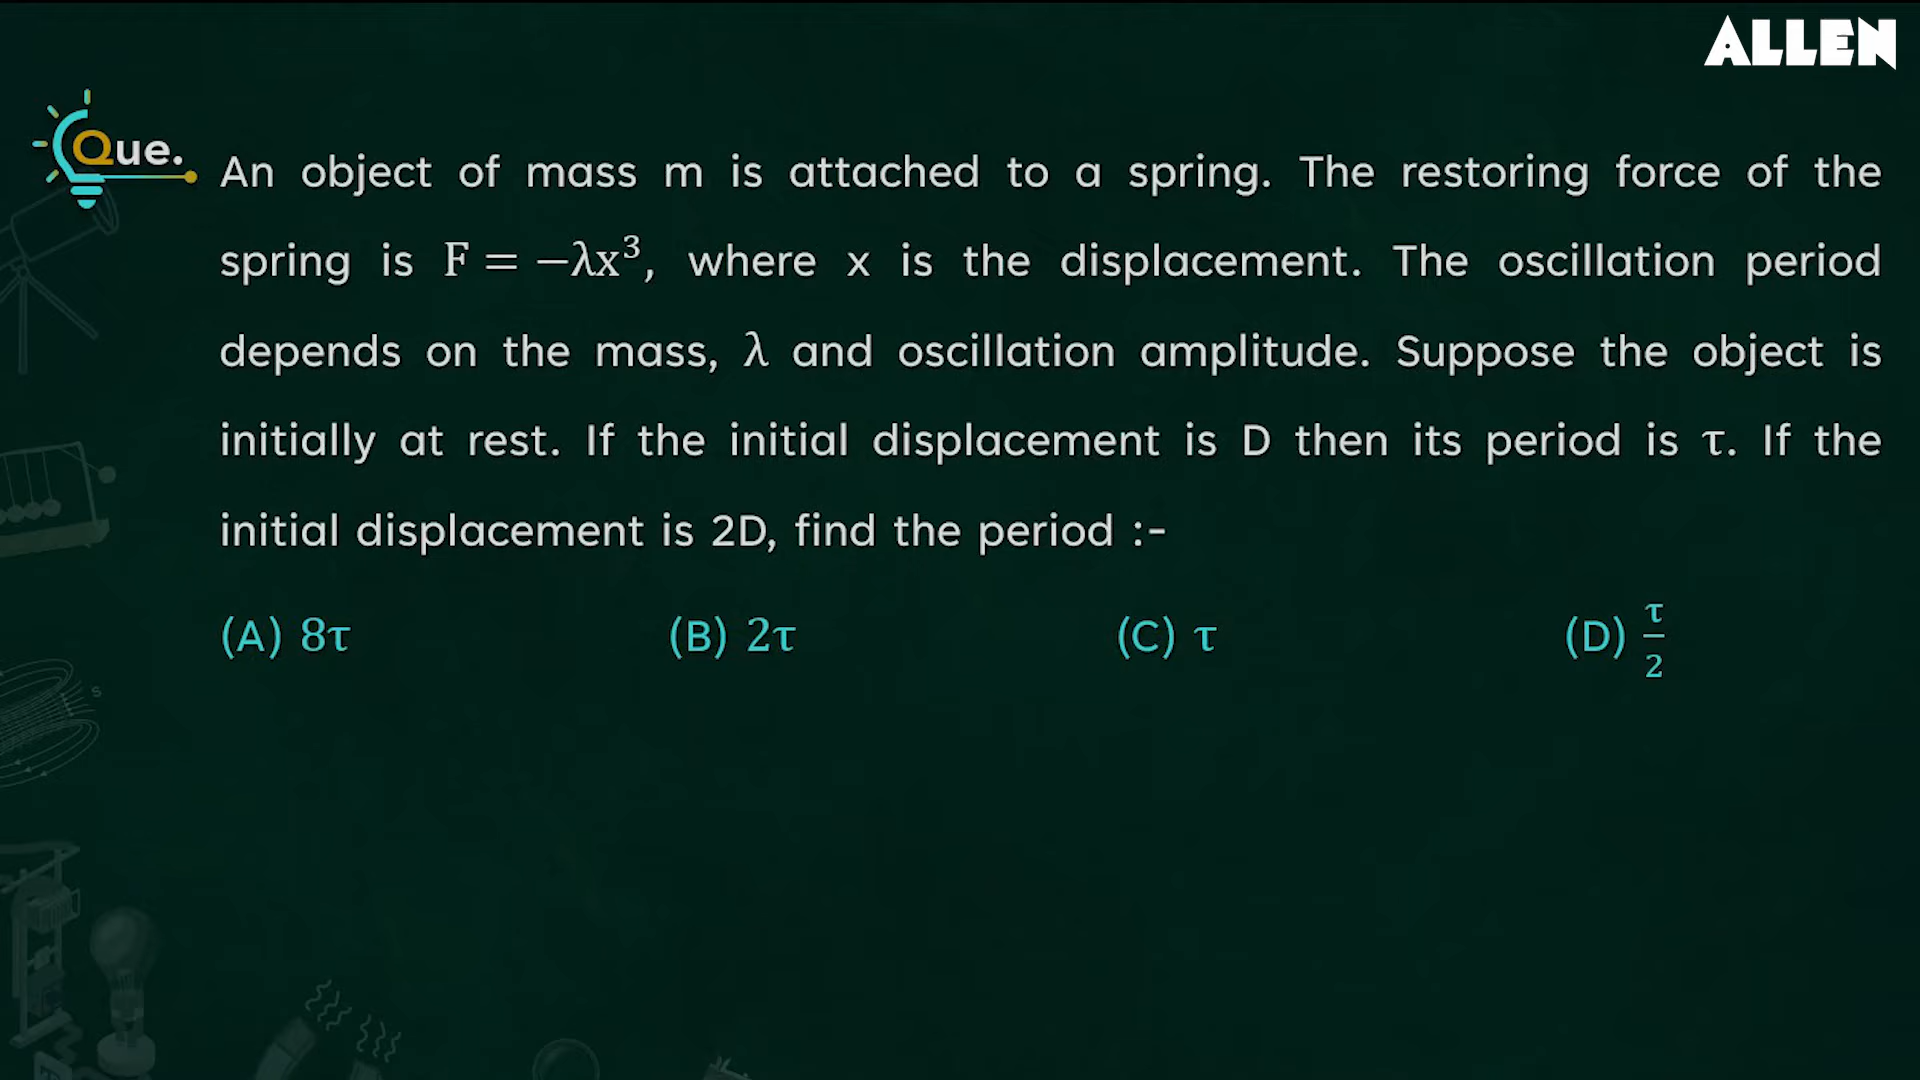 ALLEN
Que.
An object of mass m is attached to a spring. The restoring force of the
spring is F = −λx³, where x is the displacement. The oscillation period
depends on the mass, λ and oscillation amplitude. Suppose the object is
initially at rest. If the initial displacement is D then its period is τ. If the
initial displacement is 2D, find the period :-
(A) 8τ (B) 2τ (C) τ (D) τ/2
S